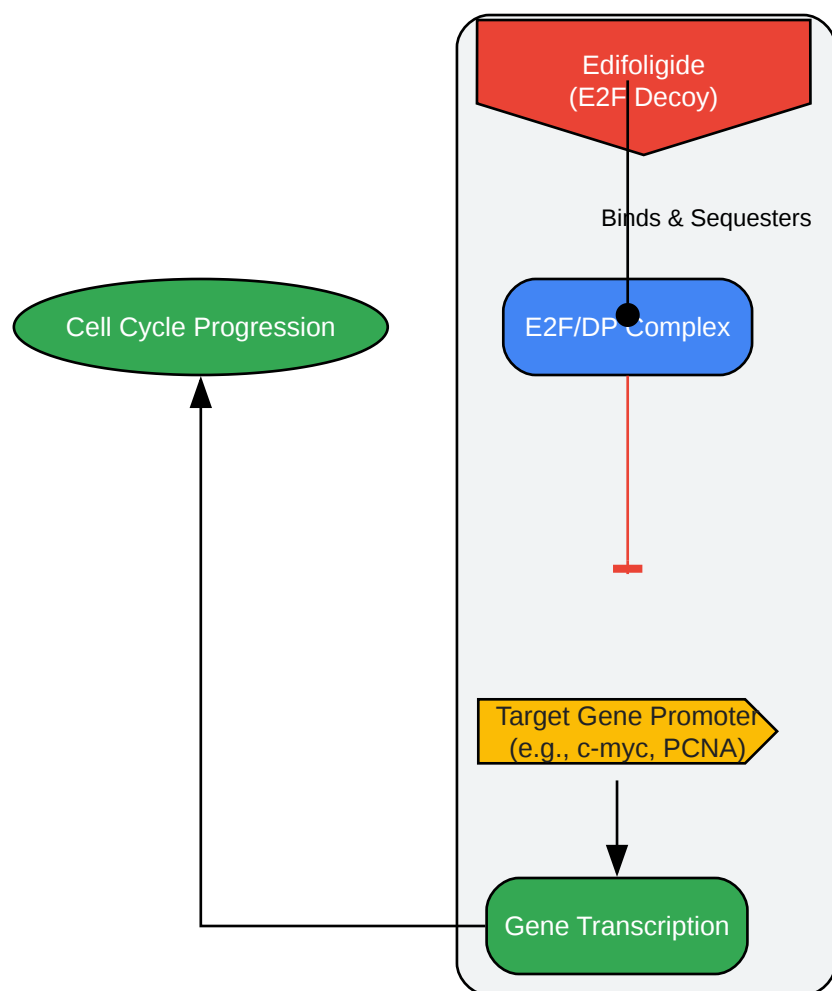 Edifoligide
(E2F Decoy)
Binds & Sequesters
Cell Cycle Progression
E2F/DP Complex
Target Gene Promoter
(e.g., c-myc, PCNA)
Gene Transcription